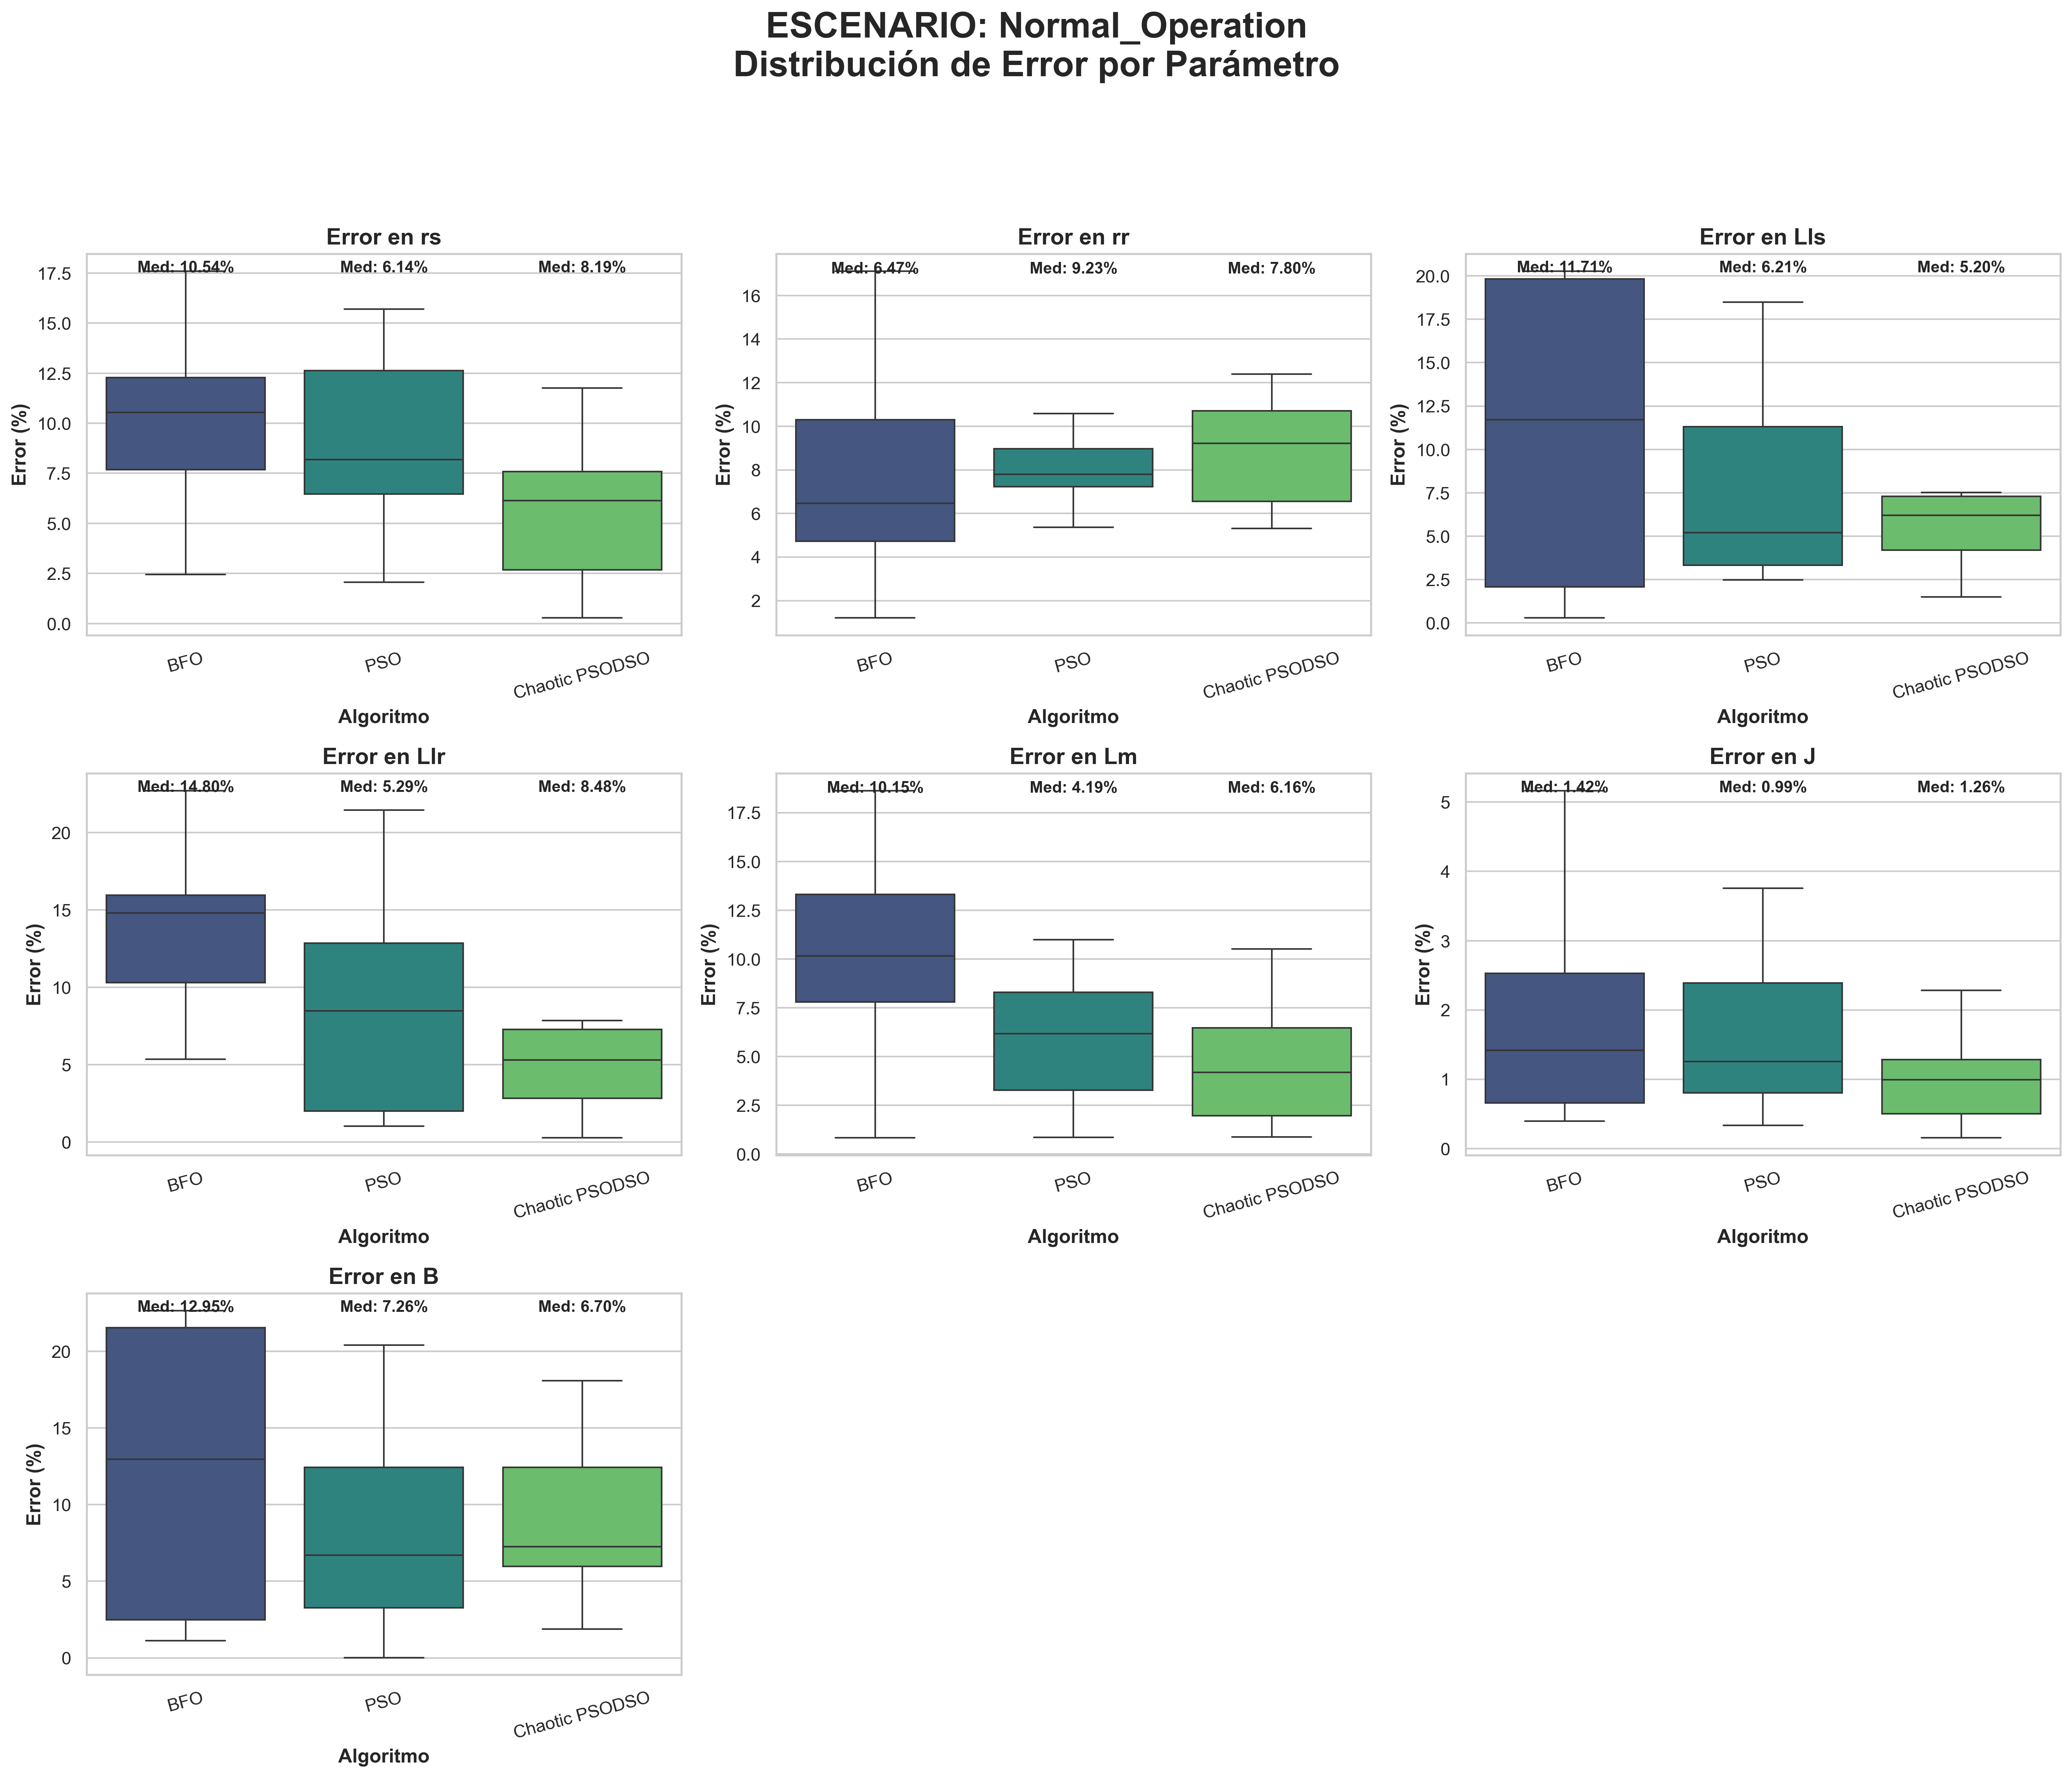 ESCENARIO: Normal_Operation
Distribución de Error por Parámetro
Error en rs
Med: 10.54%
Med: 6.14%
Med: 8.19%
17.5
15.0
12.5
10.0
7.5
5.0
2.5
0.0
Error (%)
BFO
PSO
Chaotic PSODSO
Algoritmo
Error en rr
Med: 6.47%
Med: 9.23%
Med: 7.80%
16
14
12
10
8
6
4
2
Error (%)
BFO
PSO
Chaotic PSODSO
Algoritmo
Error en Lls
Med: 11.71%
Med: 6.21%
Med: 5.20%
20.0
17.5
15.0
12.5
10.0
7.5
5.0
2.5
0.0
Error (%)
BFO
PSO
Chaotic PSODSO
Algoritmo
Error en Llr
Med: 14.80%
Med: 5.29%
Med: 8.48%
20
15
10
5
0
Error (%)
BFO
PSO
Chaotic PSODSO
Algoritmo
Error en Lm
Med: 10.15%
Med: 4.19%
Med: 6.16%
17.5
15.0
12.5
10.0
7.5
5.0
2.5
0.0
Error (%)
BFO
PSO
Chaotic PSODSO
Algoritmo
Error en J
Med: 1.42%
Med: 0.99%
Med: 1.26%
5
4
3
2
1
0
Error (%)
BFO
PSO
Chaotic PSODSO
Algoritmo
Error en B
Med: 12.95%
Med: 7.26%
Med: 6.70%
20
15
10
5
0
Error (%)
BFO
PSO
Chaotic PSODSO
Algoritmo